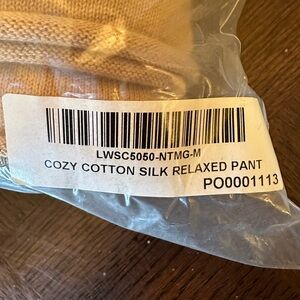 LWSC5050-NTMG-M
COZY COTTON SILK RELAXED PANT
PO0001113